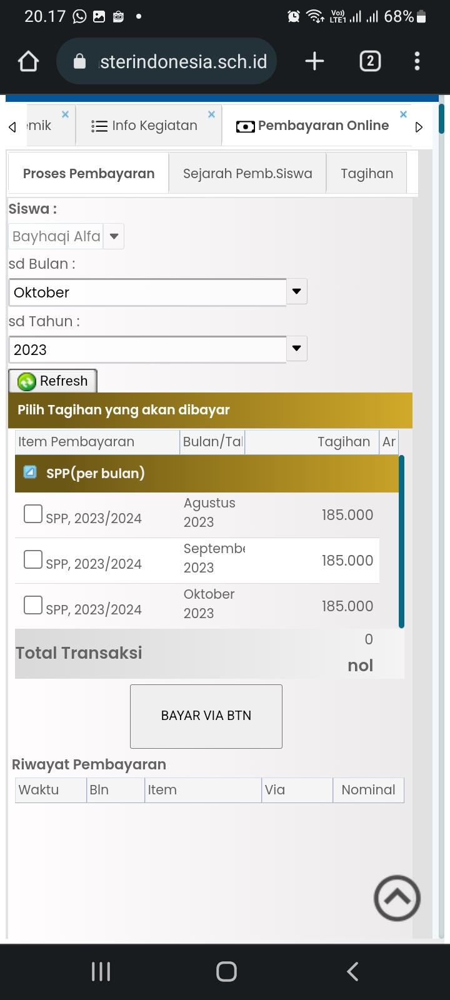 20.17
Vo)) LTE1 68%
sterindonesia.sch.id
2
emik
Info Kegiatan
Pembayaran Online
Proses Pembayaran
Sejarah Pemb.Siswa
Tagihan
Siswa :
Bayhaqi Alfa
sd Bulan :
Oktober
sd Tahun :
2023
Refresh
Pilih Tagihan yang akan dibayar
Item Pembayaran Bulan/Ta Tagihan Ar
SPP(per bulan)
SPP, 2023/2024 Agustus 2023 185.000
SPP, 2023/2024 Septembe 2023 185.000
SPP, 2023/2024 Oktober 2023 185.000
Total Transaksi 0
nol
BAYAR VIA BTN
Riwayat Pembayaran
Waktu Bln Item Via Nominal